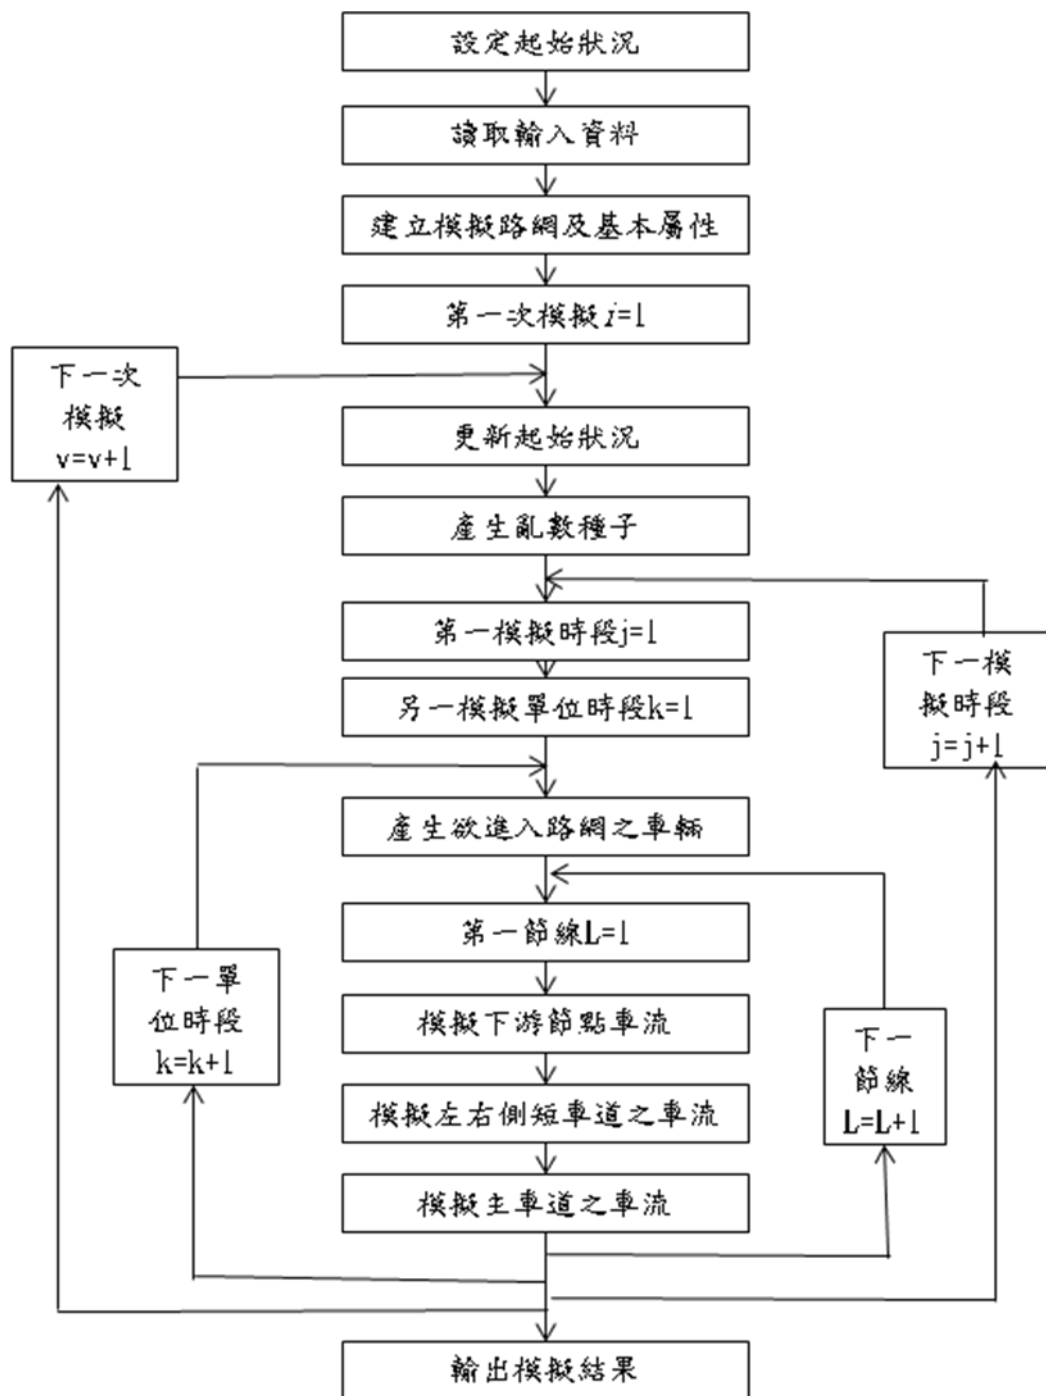 設定起始狀況
讀取輸入資料
建立模擬路網及基本屬性
第一次模擬i=1
下一次
模擬
v=v+1
更新起始狀況
產生亂數種子
第一模擬時段j=1
下一模
擬時段
j=j+1
另一模擬單位時段k=1
產生欲進入路網之車輛
第一節線L=1
下一單
位時段
k=k+1
模擬下游節點車流
下一
節線
L=L+1
模擬左右側短車道之車流
模擬主車道之車流
輸出模擬結果